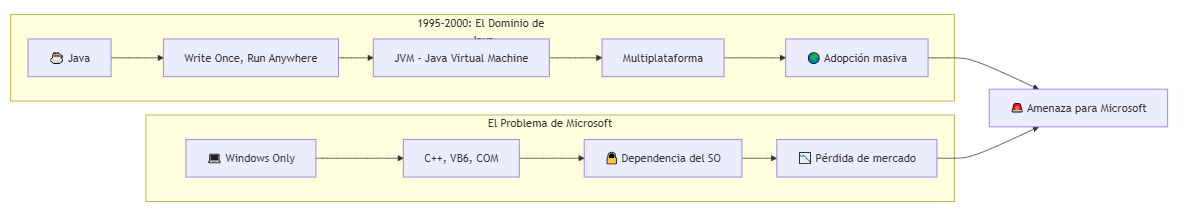 1995-2000: El Dominio de
☕ Java
Write Once, Run Anywhere
JVM - Java Virtual Machine
Multiplataforma
🌍 Adopción masiva
El Problema de Microsoft
💻 Windows Only
C++, VB6, COM
🔒 Dependencia del SO
📉 Pérdida de mercado
🚨 Amenaza para Microsoft